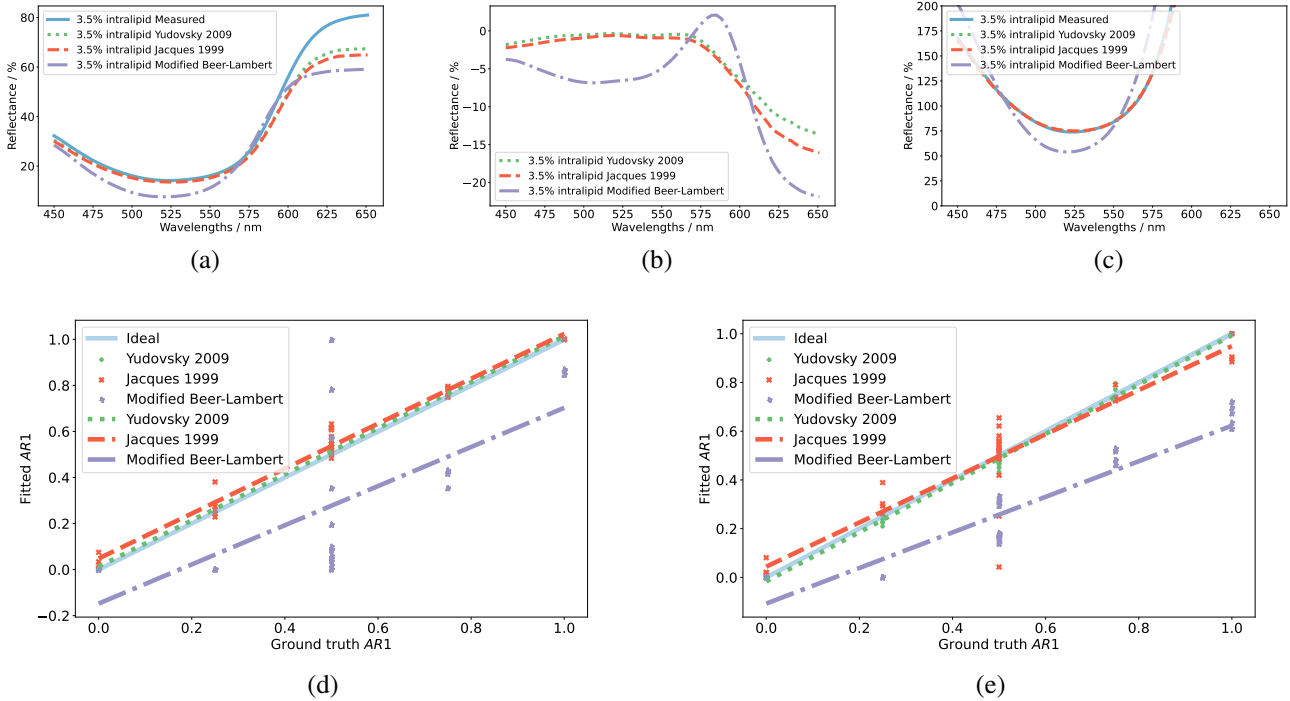 80
60
40
20
Reflectance / %
3.5% intralipid Measured
3.5% intralipid Yudovsky 2009
3.5% intralipid Jacques 1999
3.5% intralipid Modified Beer-Lambert
450 475 500 525 550 575 600 625 650
Wavelengths / nm
(a)
0
−5
−10
−15
−20
Reflectance / %
3.5% intralipid Yudovsky 2009
3.5% intralipid Jacques 1999
3.5% intralipid Modified Beer-Lambert
450 475 500 525 550 575 600 625 650
Wavelengths / nm
(b)
200
175
150
125
100
75
50
25
0
Reflectance / %
3.5% intralipid Measured
3.5% intralipid Yudovsky 2009
3.5% intralipid Jacques 1999
3.5% intralipid Modified Beer-Lambert
450 475 500 525 550 575 600 625 650
Wavelengths / nm
(c)
1.0
0.8
0.6
0.4
0.2
0.0
−0.2
Fitted AR1
Ideal
Yudovsky 2009
Jacques 1999
Modified Beer-Lambert
Yudovsky 2009
Jacques 1999
Modified Beer-Lambert
0.0 0.2 0.4 0.6 0.8 1.0
Ground truth AR1
(d)
1.0
0.8
0.6
0.4
0.2
0.0
Fitted AR1
Ideal
Yudovsky 2009
Jacques 1999
Modified Beer-Lambert
Yudovsky 2009
Jacques 1999
Modified Beer-Lambert
0.0 0.2 0.4 0.6 0.8 1.0
Ground truth AR1
(e)